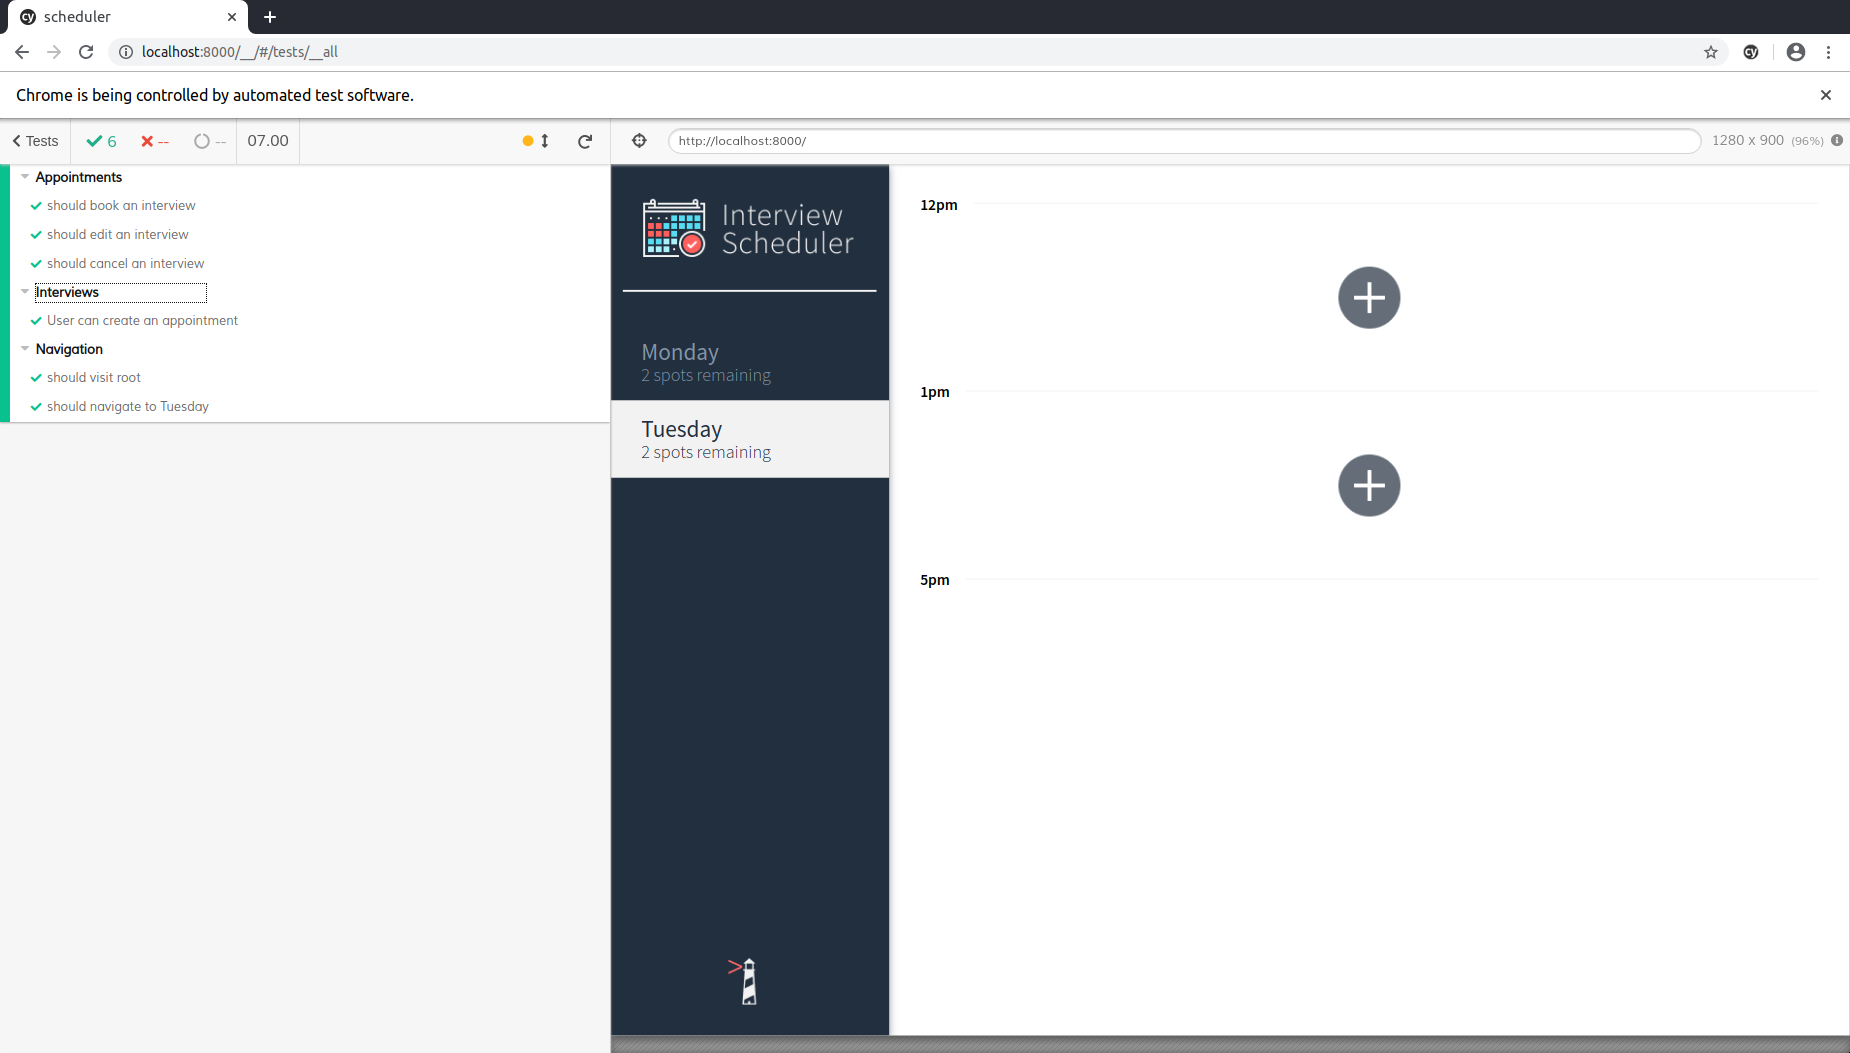 scheduler
localhost:8000/__/#/tests/__all
Chrome is being controlled by automated test software.
Tests
6
--
--
07.00
http://localhost:8000/
1280 x 900 (96%)
Appointments
should book an interview
should edit an interview
should cancel an interview
Interviews
User can create an appointment
Navigation
should visit root
should navigate to Tuesday
Interview
Scheduler
Monday
2 spots remaining
Tuesday
2 spots remaining
12pm
1pm
5pm